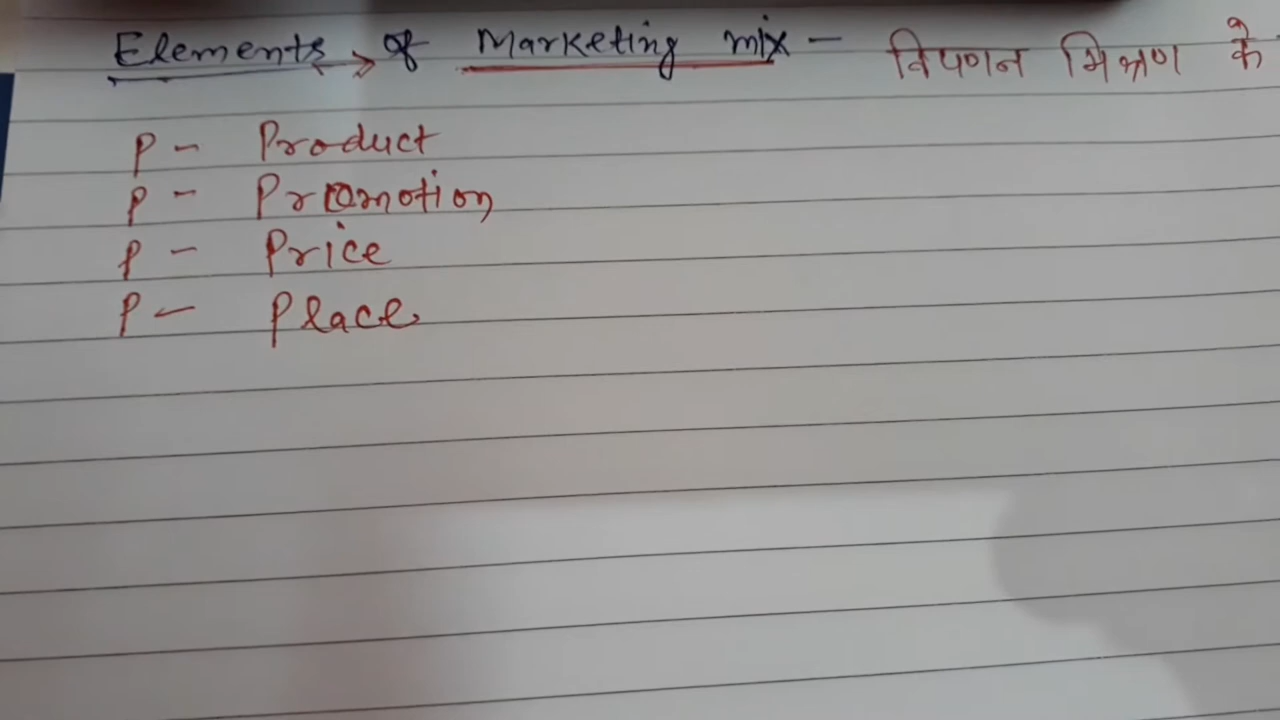 Elements of Marketing mix - विपणन मिश्रण के
P - Product
P - Promotion
P - Price
P - Place